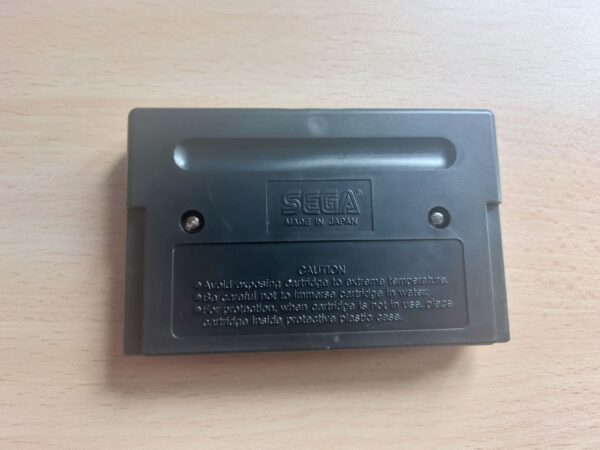 SEGA®
MADE IN JAPAN
CAUTION
●Avoid exposing cartridge to extreme temperature.
●Be careful not to immerse cartridge in water.
●For protection, when cartridge is not in use, place
cartridge inside protective plastic case.